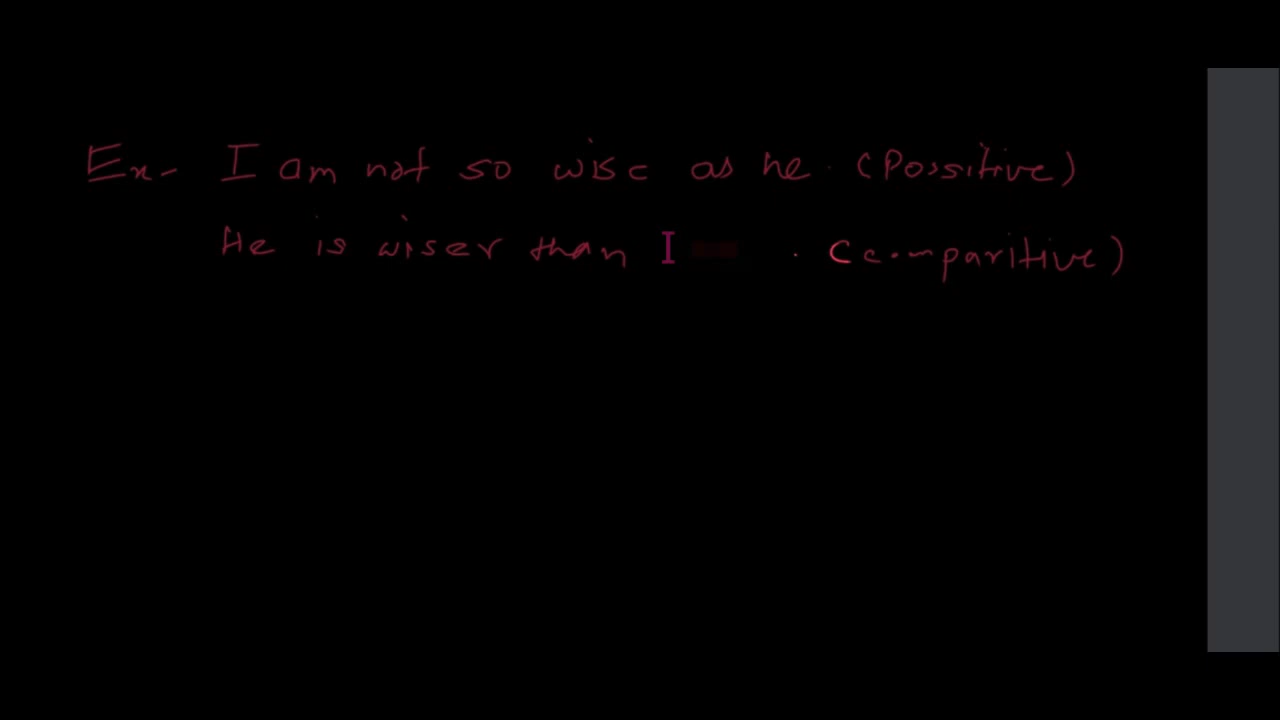 Ex- I am not so wise as he. (Possitive)
He is wiser than I . (comparitive)